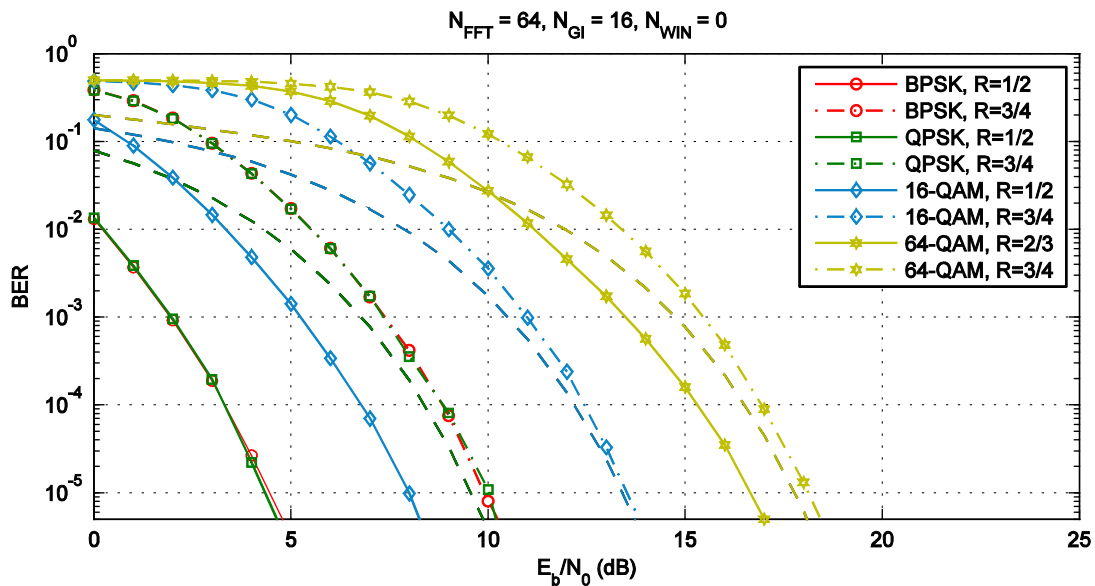 N_FFT = 64, N_GI = 16, N_WIN = 0
10^0
10^-1
10^-2
10^-3
10^-4
10^-5
BER
0 5 10 15 20 25
E_b/N_0 (dB)
BPSK, R=1/2
BPSK, R=3/4
QPSK, R=1/2
QPSK, R=3/4
16-QAM, R=1/2
16-QAM, R=3/4
64-QAM, R=2/3
64-QAM, R=3/4